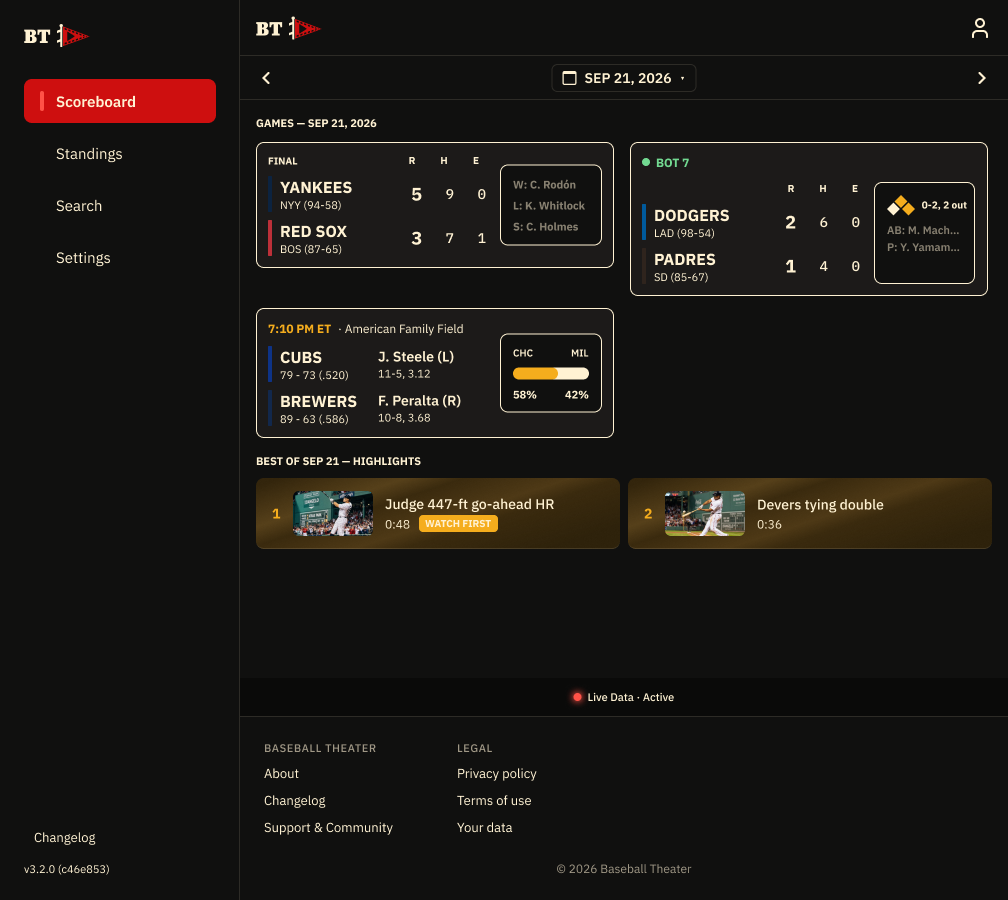 BT
BT
Scoreboard
Standings
Search
Settings
Changelog
v3.2.0 (c46e853)
SEP 21, 2026
GAMES — SEP 21, 2026
FINAL R H E
YANKEES 5 9 0
NYY (94-58)
RED SOX 3 7 1
BOS (87-65)
W: C. Rodón
L: K. Whitlock
S: C. Holmes
BOT 7
R H E
DODGERS 2 6 0
LAD (98-54)
PADRES 1 4 0
SD (85-67)
0-2, 2 out
AB: M. Mach...
P: Y. Yamam...
7:10 PM ET · American Family Field
CUBS J. Steele (L)
79 - 73 (.520) 11-5, 3.12
BREWERS F. Peralta (R)
89 - 63 (.586) 10-8, 3.68
CHC MIL
58% 42%
BEST OF SEP 21 — HIGHLIGHTS
1 Judge 447-ft go-ahead HR
0:48 WATCH FIRST
2 Devers tying double
0:36
Live Data · Active
BASEBALL THEATER
About
Changelog
Support & Community
LEGAL
Privacy policy
Terms of use
Your data
© 2026 Baseball Theater